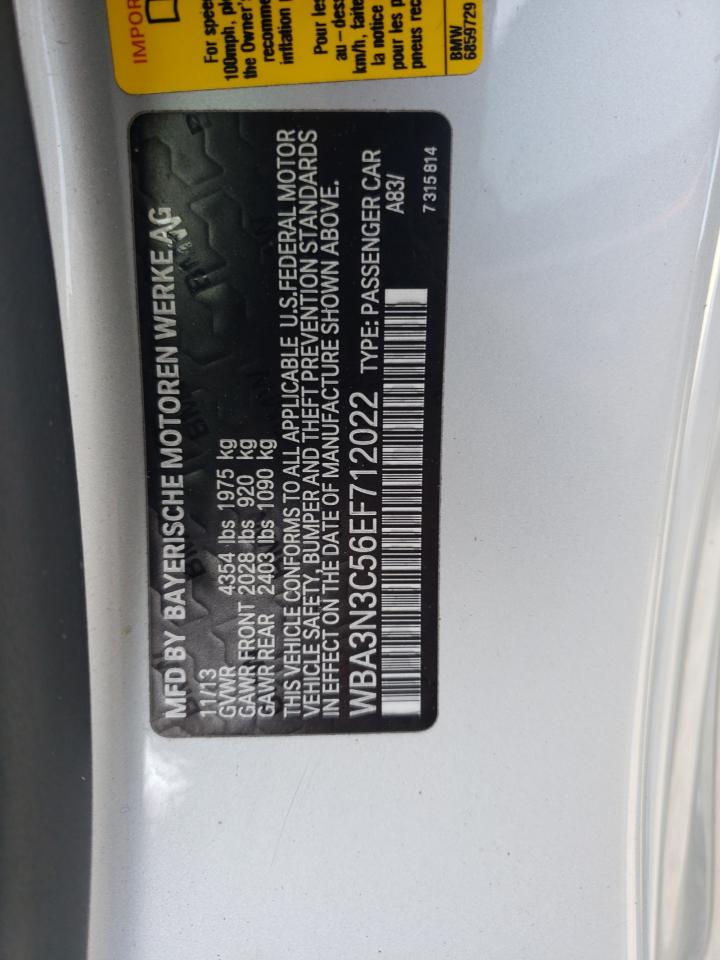 IMPOR
For spee
100mph, pl
the Owner's
recomme
inflation
Pour les
au-dess
km/h, faite
la notice
pour les p
pneus rec
BMW
6859729
MFD BY BAYERISCHE MOTOREN WERKE AG
11/13
GVWR 4354 lbs 1975 kg
GAWR FRONT 2028 lbs 920 kg
GAWR REAR 2403 lbs 1090 kg
THIS VEHICLE CONFORMS TO ALL APPLICABLE U.S.FEDERAL MOTOR
VEHICLE SAFETY, BUMPER AND THEFT PREVENTION STANDARDS
IN EFFECT ON THE DATE OF MANUFACTURE SHOWN ABOVE.
WBA3N3C56EF712022 TYPE: PASSENGER CAR
A83/
7315814